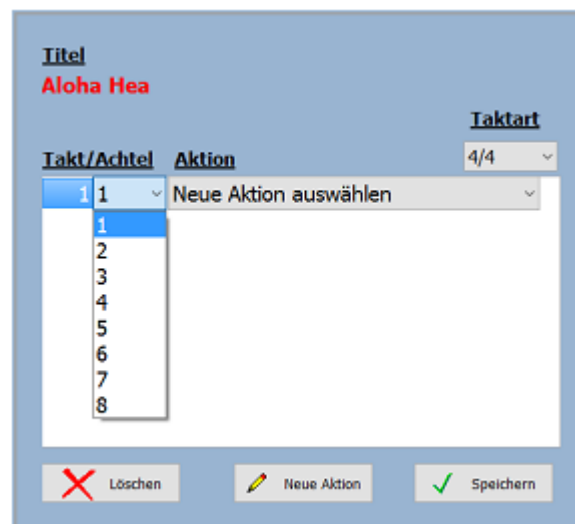 Titel
Aloha Hea
Taktart
Takt/Achtel Aktion 4/4
1 1 Neue Aktion auswählen
1
2
3
4
5
6
7
8
Löschen Neue Aktion Speichern